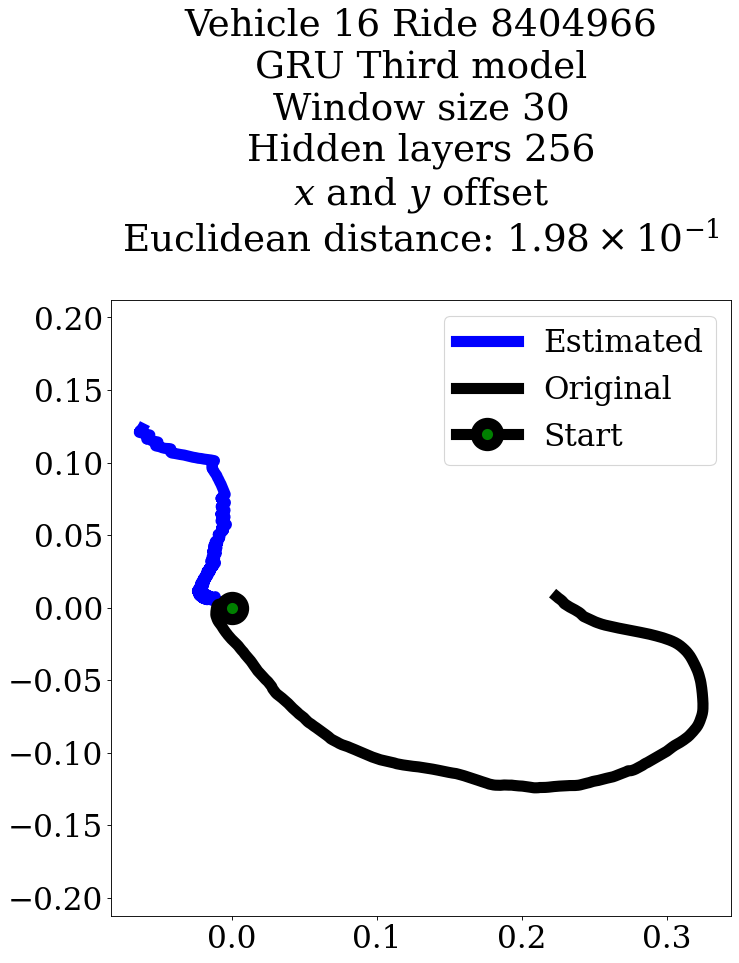 Vehicle 16 Ride 8404966
GRU Third model
Window size 30
Hidden layers 256
x and y offset
Euclidean distance: 1.98 × 10⁻¹
Estimated
Original
Start
0.20
0.15
0.10
0.05
0.00
−0.05
−0.10
−0.15
−0.20
0.0 0.1 0.2 0.3